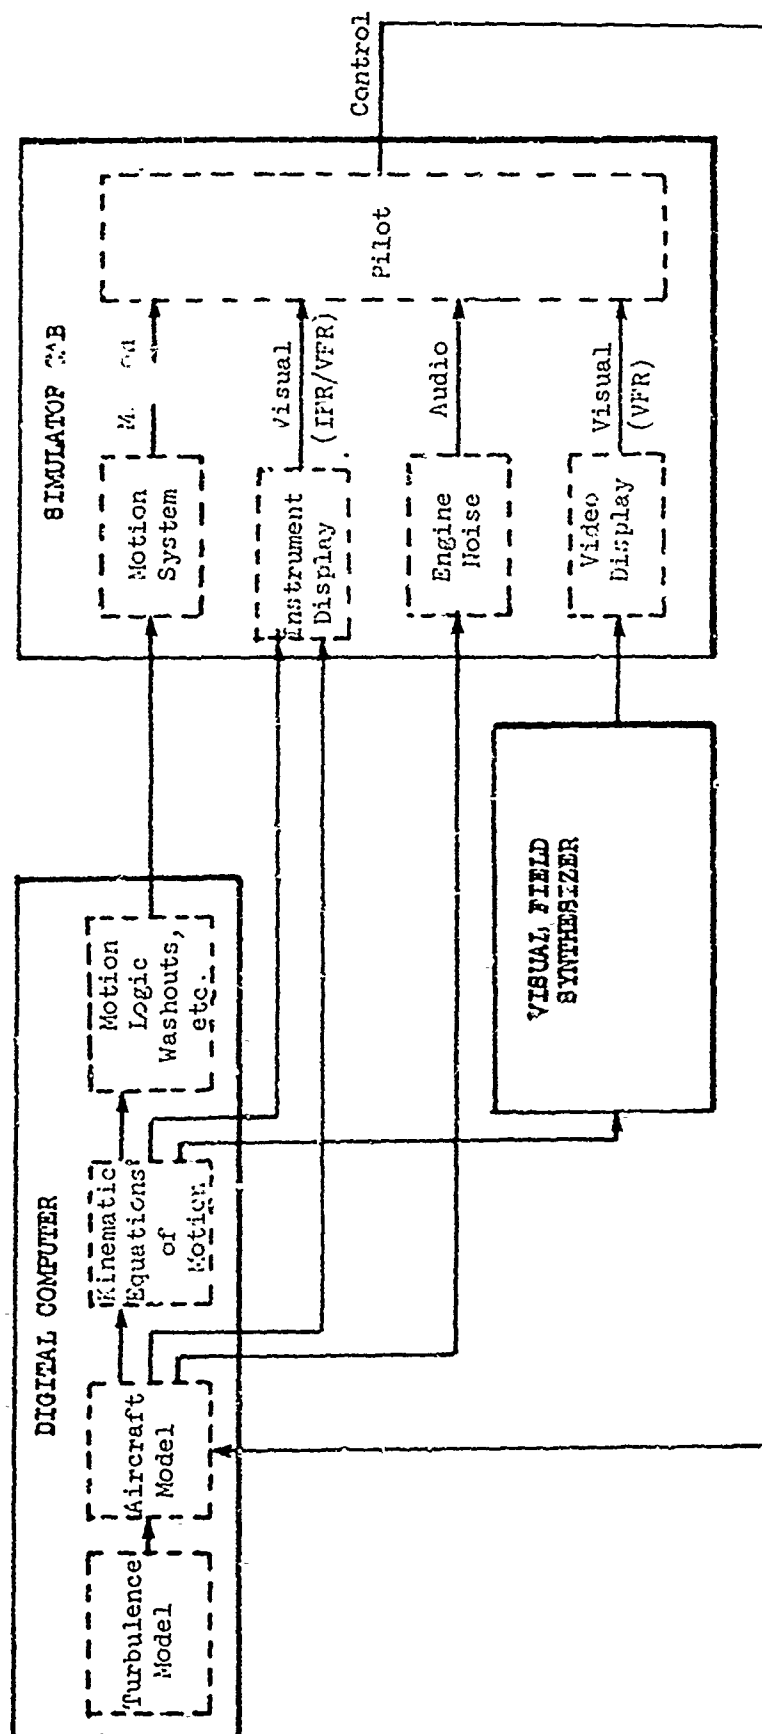 DIGITAL COMPUTER
Turbulence
Model
Aircraft
Model
Kinematic
Equations
of
Motion
Motion
Logic
Washouts,
etc.
VISUAL FIELD
SYNTHESIZER
SIMULATOR
Motion
System
Instrument
Display
Visual
(IFR/VFR)
Engine
Noise
Audio
Video
Display
Visual
(VFR)
Pilot
Control